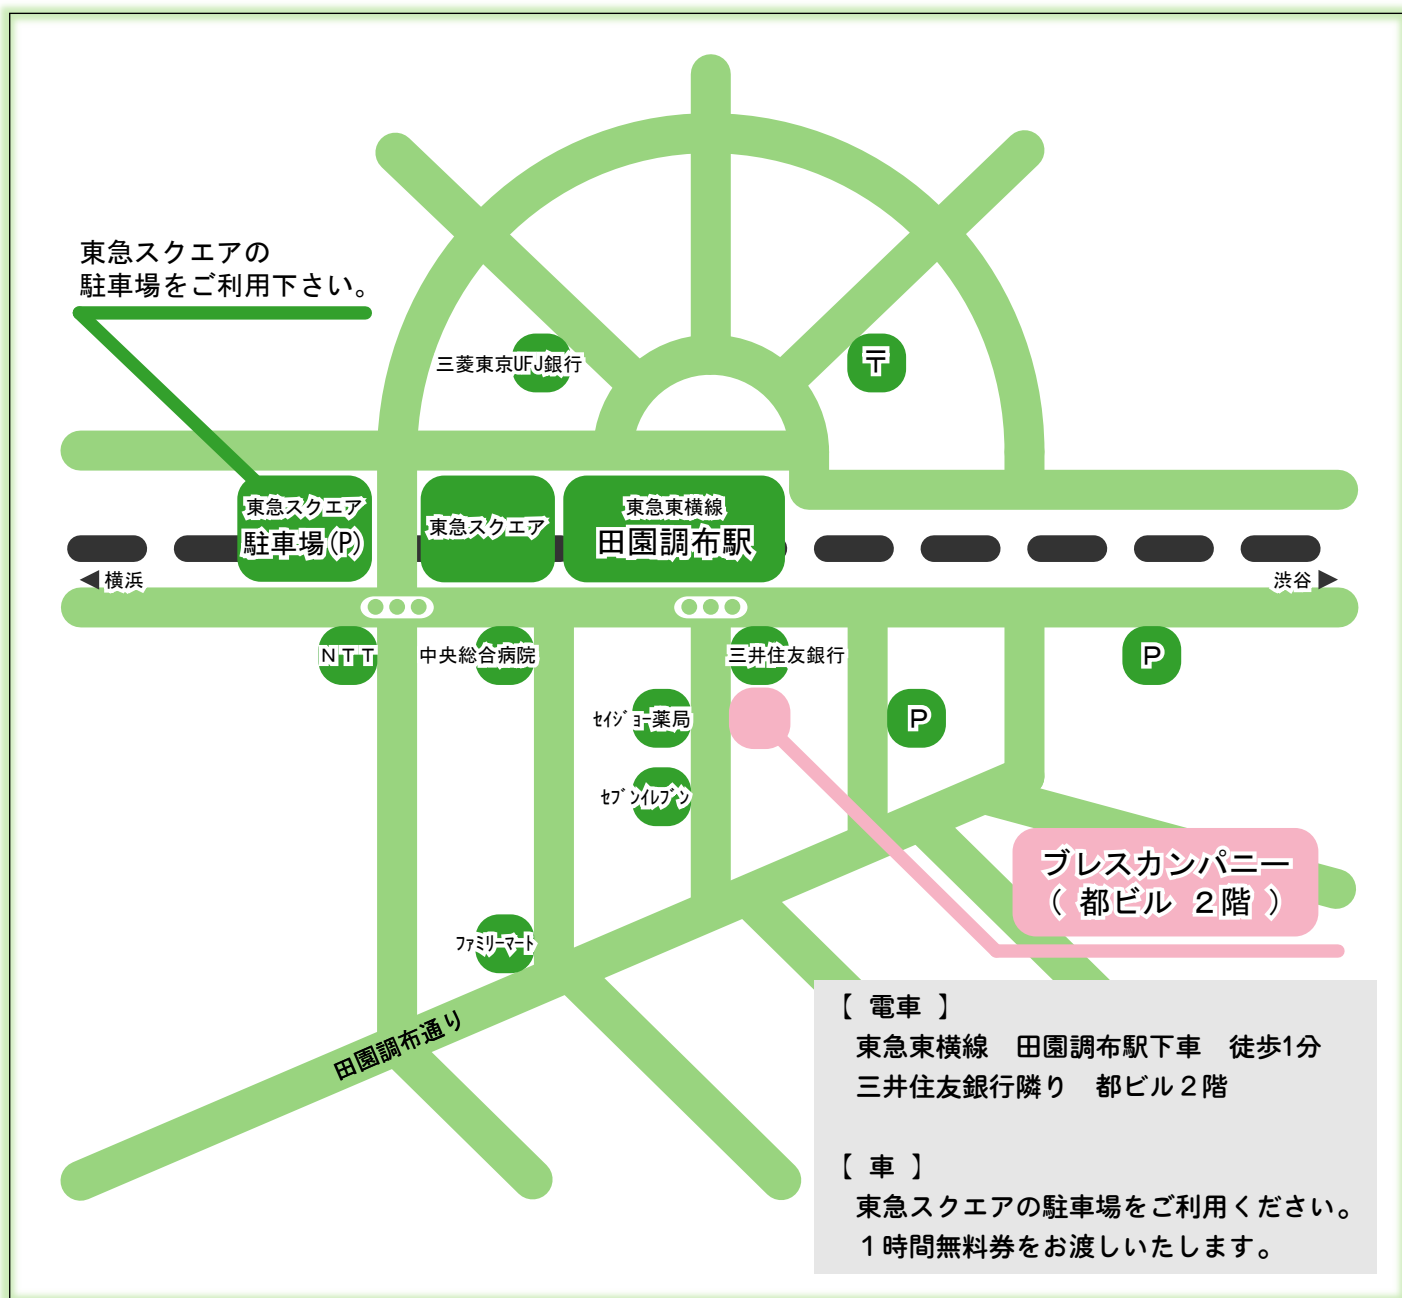 東急スクエアの
駐車場をご利用下さい。
三菱東京UFJ銀行
〒
東急スクエア
駐車場(P)
東急スクエア
東急東横線
田園調布駅
◀横浜
渋谷▶
NTT
中央総合病院
三井住友銀行
P
ｾｲｼﾞｮｰ薬局
P
ｾﾌﾞﾝｲﾚﾌﾞﾝ
ブレスカンパニー
( 都ビル 2階 )
ﾌｧﾐﾘｰﾏｰﾄ
田園調布通り
【 電車 】
東急東横線　田園調布駅下車　徒歩1分
三井住友銀行隣り　都ビル２階
【 車 】
東急スクエアの駐車場をご利用ください。
１時間無料券をお渡しいたします。